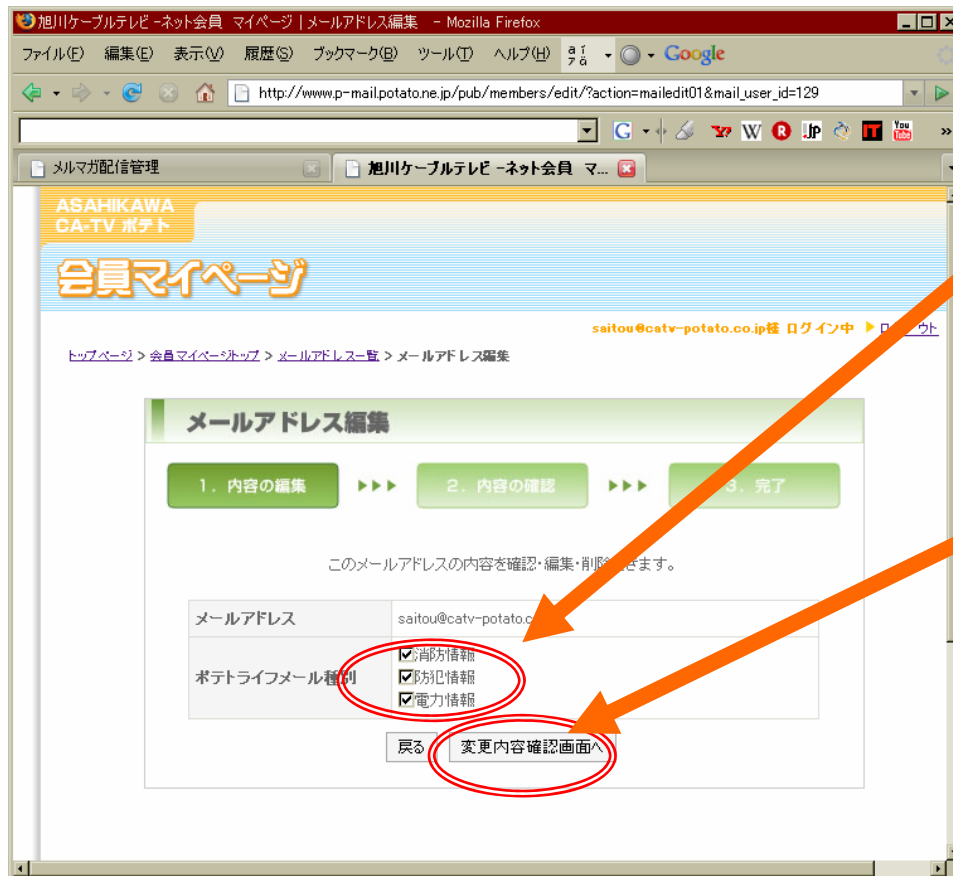 旭川ケーブルテレビ -ネット会員 マイページ | メールアドレス編集 - Mozilla Firefox
ファイル(F) 編集(E) 表示(V) 履歴(S) ブックマーク(B) ツール(T) ヘルプ(H) Google
http://www.p-mail.potato.ne.jp/pub/members/edit/?action=mailedit01&mail_user_id=129
G W R JP IT You Tube »
メルマガ配信管理 旭川ケーブルテレビ -ネット会員 マ...
ASAHIKAWA
CA-TV ポテト
会員マイページ
saitou@catv-potato.co.jp様 ログイン中
トップページ > 会員マイページトップ > メールアドレス一覧 > メールアドレス編集
メールアドレス編集
1. 内容の編集 2. 内容の確認 3. 完了
このメールアドレスの内容を確認・編集・削除 きます。
メールアドレス saitou@catv-potato.c
消防情報
ポテトライフメール種別 防犯情報
電力情報
戻る 変更内容確認画面へ